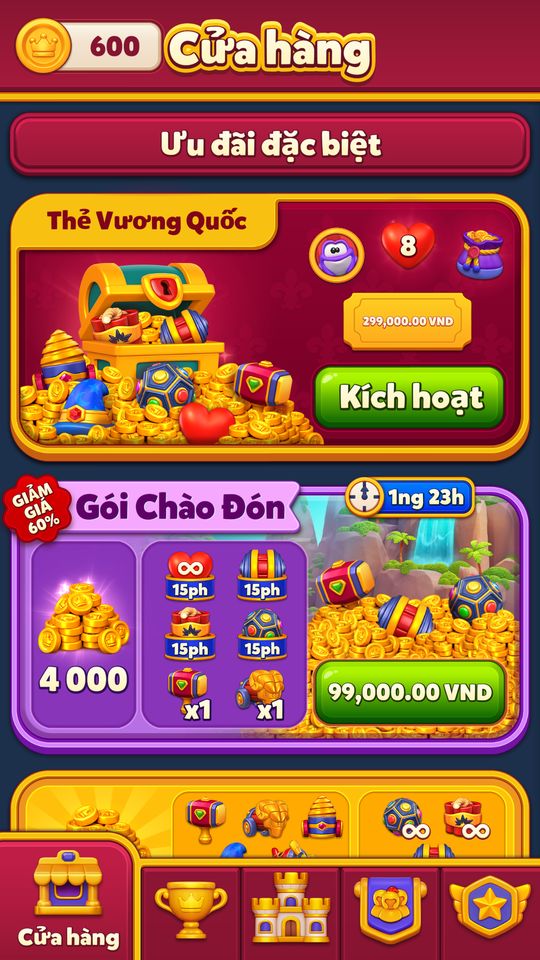 600
Cửa hàng
Ưu đãi đặc biệt
Thẻ Vương Quốc
8
299,000.00 VND
Kích hoạt
GIẢM
GIÁ
60%
Gói Chào Đón
1ng 23h
4 000
∞
15ph
15ph
15ph
15ph
x1
x1
99,000.00 VND
∞
∞
Cửa hàng